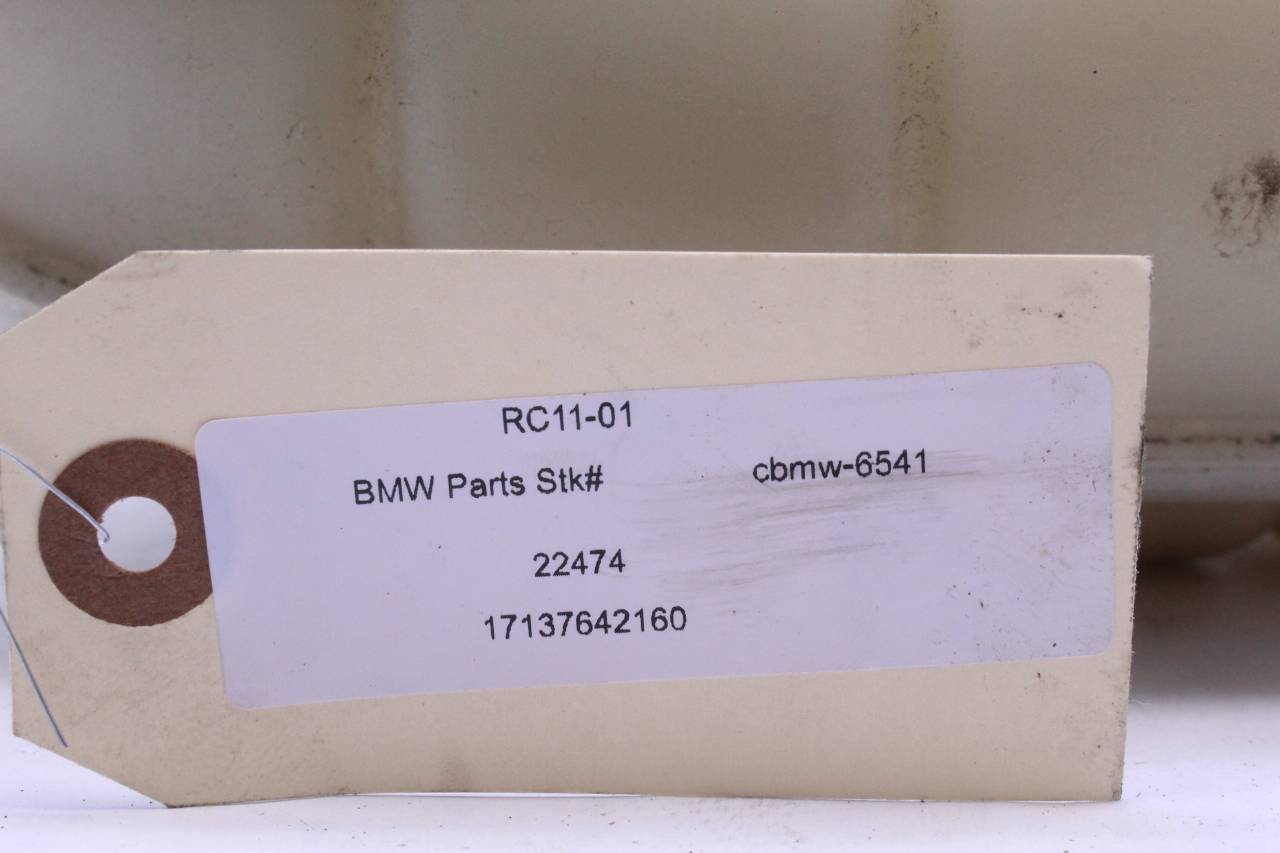 RC11-01
BMW Parts Stk# cbmw-6541
22474
17137642160